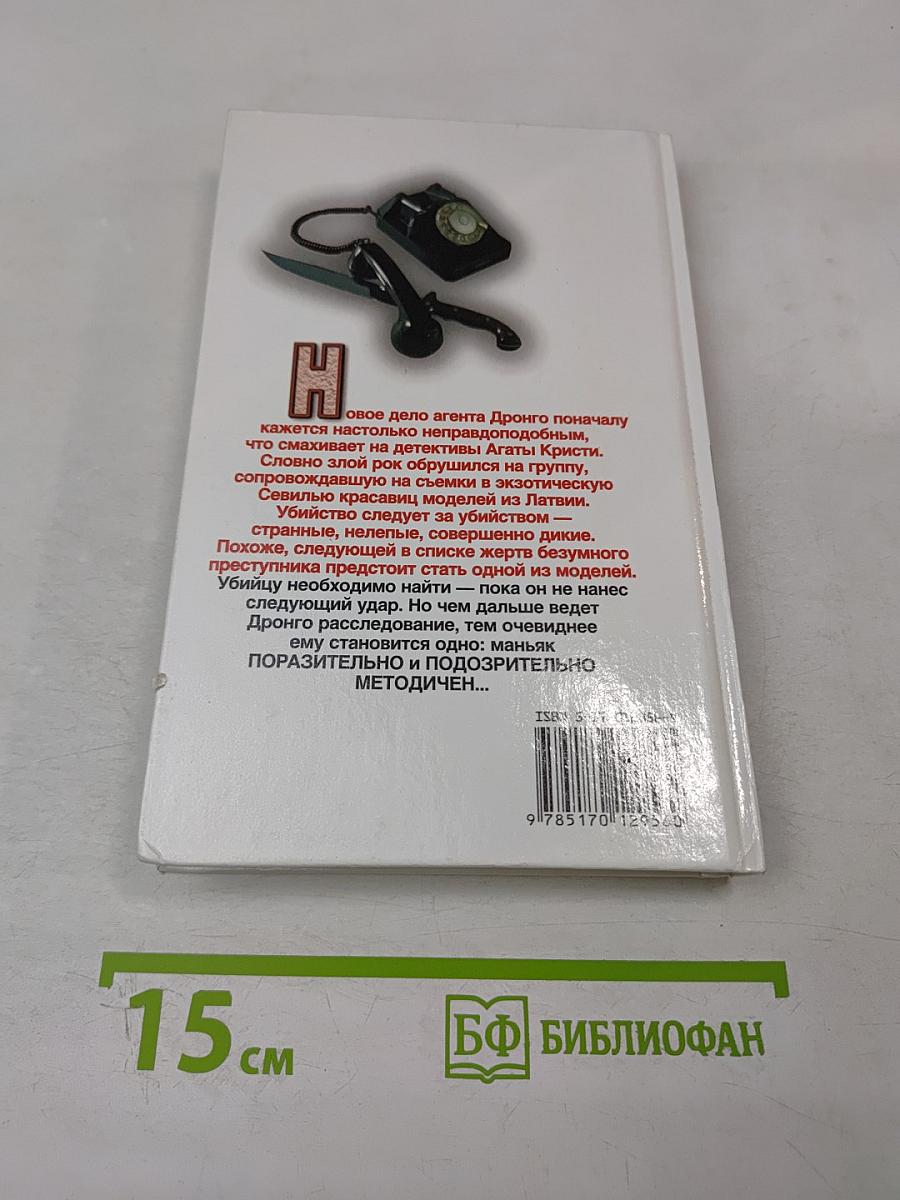 Новое дело агента Дронго поначалу
кажется настолько неправдоподобным,
что смахивает на детективы Агаты Кристи.
Словно злой рок обрушился на группу,
сопровождавшую на съемки в экзотическую
Севилью красавиц моделей из Латвии.
Убийство следует за убийством —
странные, нелепые, совершенно дикие.
Похоже, следующей в списке жертв безумного
преступника предстоит стать одной из моделей.
Убийцу необходимо найти — пока он не нанес
следующий удар. Но чем дальше ведет
Дронго расследование, тем очевиднее
ему становится одно: маньяк
ПОРАЗИТЕЛЬНО и ПОДОЗРИТЕЛЬНО
МЕТОДИЧЕН...
ISBN
9 785170
15 см
БФ БИБЛИОФАН